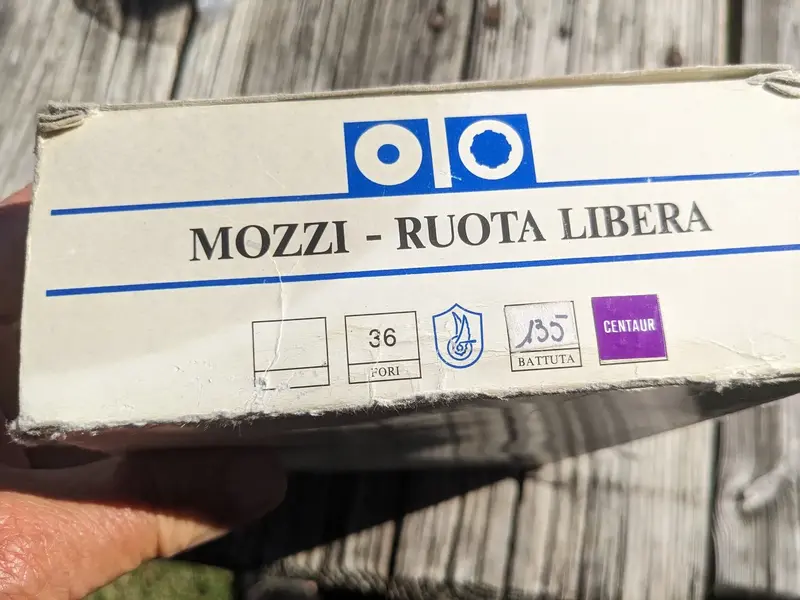 MOZZI - RUOTA LIBERA
36
FORI
135
BATTUTA
CENTAUR